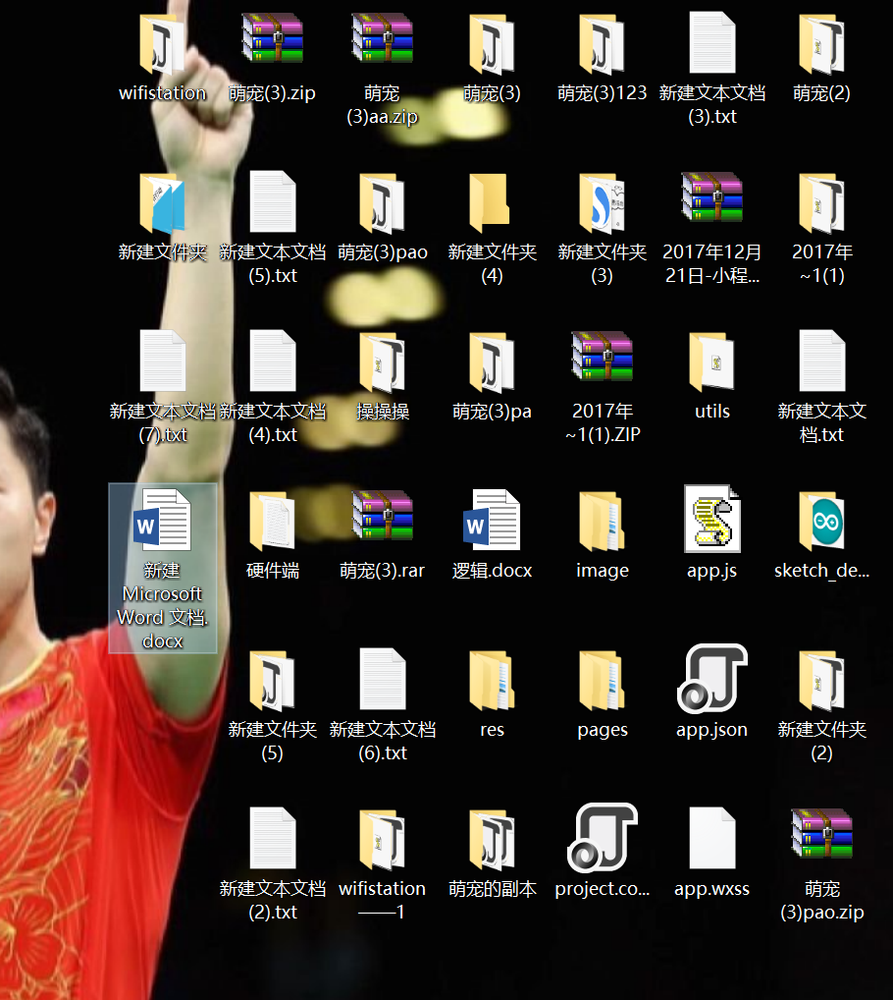 wifistation
萌宠(3).zip
萌宠
(3)aa.zip
萌宠(3)
萌宠(3)123
新建文本文档
(3).txt
萌宠(2)
新建文件夹
新建文本文档
(5).txt
萌宠(3)pao
新建文件夹
(4)
新建文件夹
(3)
2017年12月
21日-小程...
2017年
~1(1)
新建文本文档
(7).txt
新建文本文档
(4).txt
操操操
萌宠(3)pa
2017年
~1(1).ZIP
utils
新建文本文
档.txt
新建
Microsoft
Word 文档.
docx
硬件端
萌宠(3).rar
逻辑.docx
image
app.js
sketch_de...
新建文件夹
(5)
新建文本文档
(6).txt
res
pages
app.json
新建文件夹
(2)
新建文本文档
(2).txt
wifistation
——1
萌宠的副本
project.co...
app.wxss
萌宠
(3)pao.zip